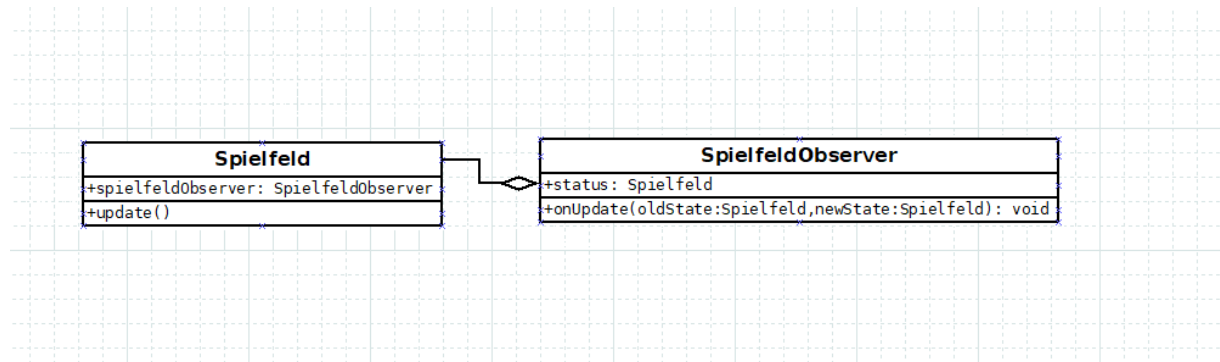 Spielfeld
+spielfeldObserver: SpielfeldObserver
+update()
SpielfeldObserver
+status: Spielfeld
+onUpdate(oldState:Spielfeld,newState:Spielfeld): void